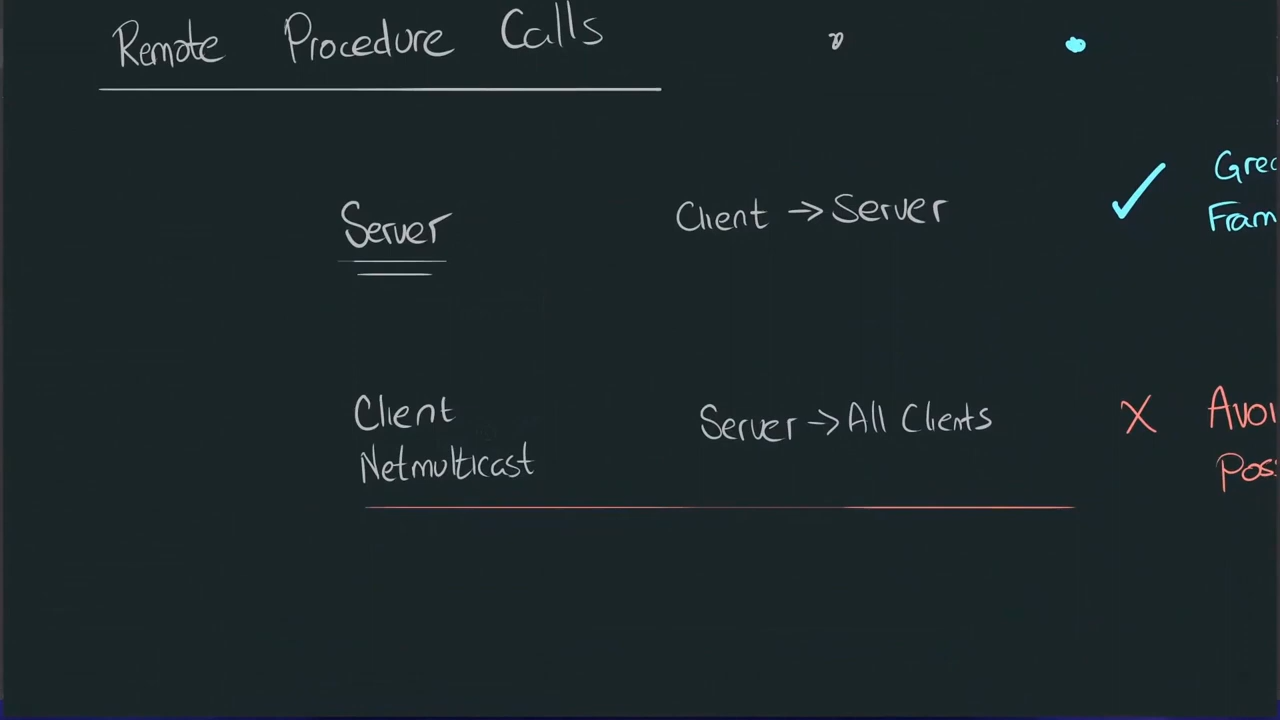 Remote Procedure Calls
Server
Client → Server
✓
Client
Netmulticast
Server → All Clients
X